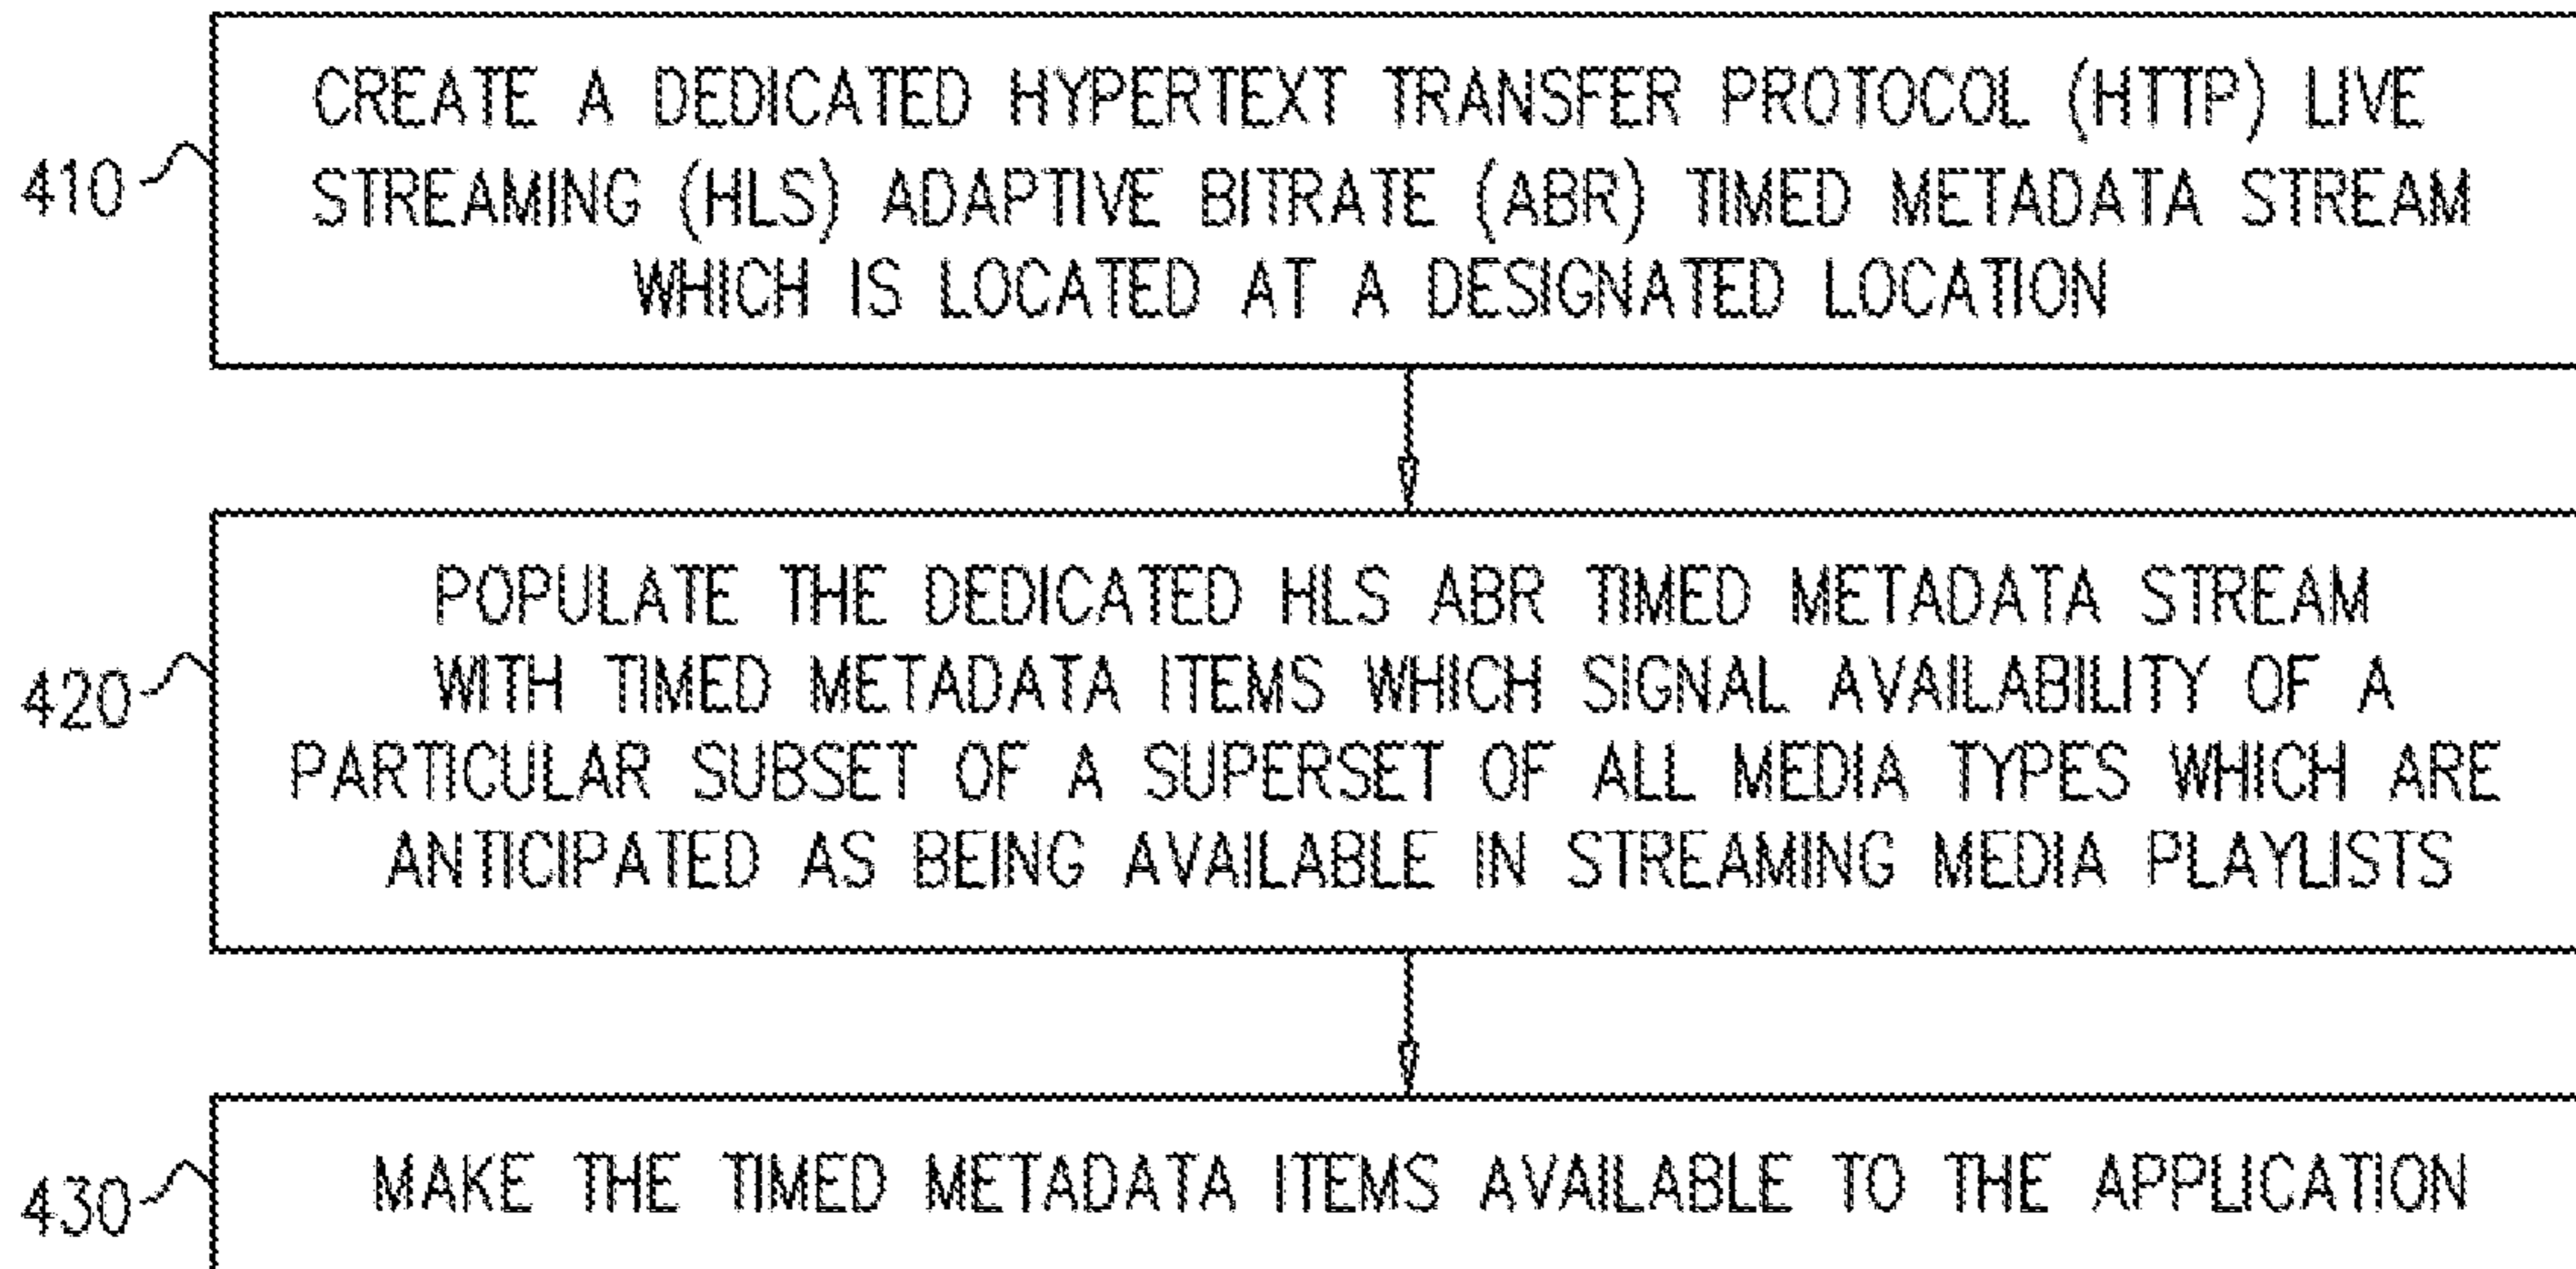 CREATE A DEDICATED HYPERTEXT TRANSFER PROTOCOL (HTTP) LIVE
410
STREAMING (HLS) ADAPTIVE BITRATE (ABR) TIMED METADATA STREAM
WHICH IS LOCATED AT A DESIGNATED LOCATION
POPULATE THE DEDICATED HLS ABR TIMED METADATA STREAM
420
WITH TIMED METADATA ITEMS WHICH SIGNAL AVAILABILITY OF A
PARTICULAR SUBSET OF A SUPERSET OF ALL MEDIA TYPES WHICH ARE
ANTICIPATED AS BEING AVAILABLE IN STREAMING MEDIA PLAYLISTS
430
MAKE THE TIMED METADATA ITEMS AVAILABLE TO THE APPLICATION